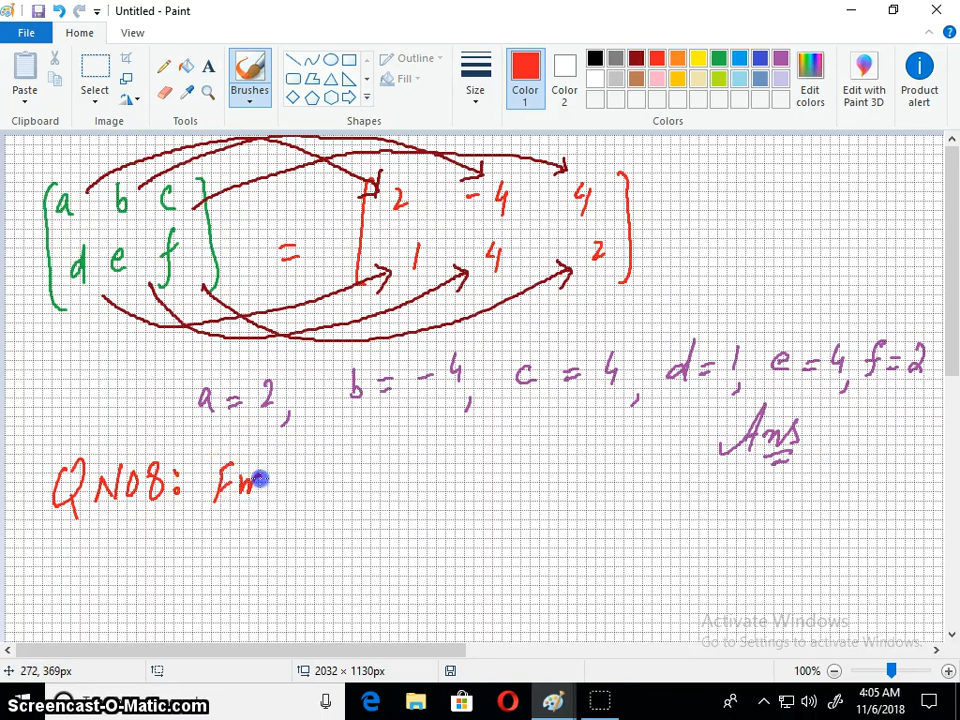 Untitled - Paint
File Home View
Paste Select Brushes Outline Fill Size Color 1 Color 2 Edit colors Edit with Paint 3D Product alert
Clipboard Image Tools Shapes Colors
a b c 2 - 4 4
d e f = 1 4 2
a = 2, b = - 4, c = 4, d = 1, e = 4, f = 2
Ans
Q NO8:
Activate Windows
Go to Settings to activate Windows.
272, 369px 2032 × 1130px 100%
4:05 AM
11/6/2018
Screencast-O-Matic.com